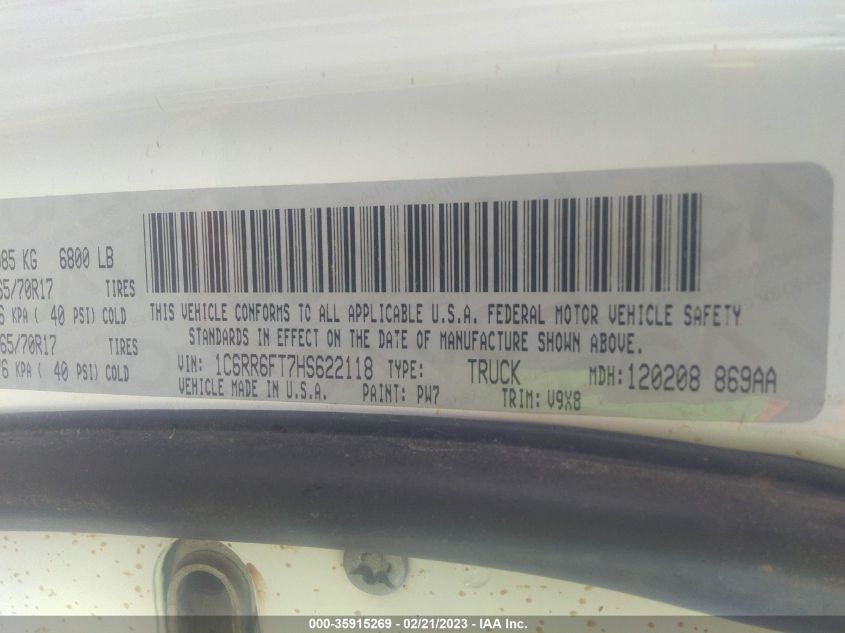 085 KG 6800 LB
65/70R17 TIRES
6 KPA ( 40 PSI) COLD
65/70R17 TIRES
76 KPA ( 40 PSI) COLD
THIS VEHICLE CONFORMS TO ALL APPLICABLE U.S.A. FEDERAL MOTOR VEHICLE SAFETY
STANDARDS IN EFFECT ON THE DATE OF MANUFACTURE SHOWN ABOVE.
VIN: 1C6RR6FT7HS622118 TYPE: TRUCK MDH: 120208 869AA
VEHICLE MADE IN U.S.A. PAINT: PW7 TRIM: V9X8
000-35915269 - 02/21/2023 - IAA Inc.